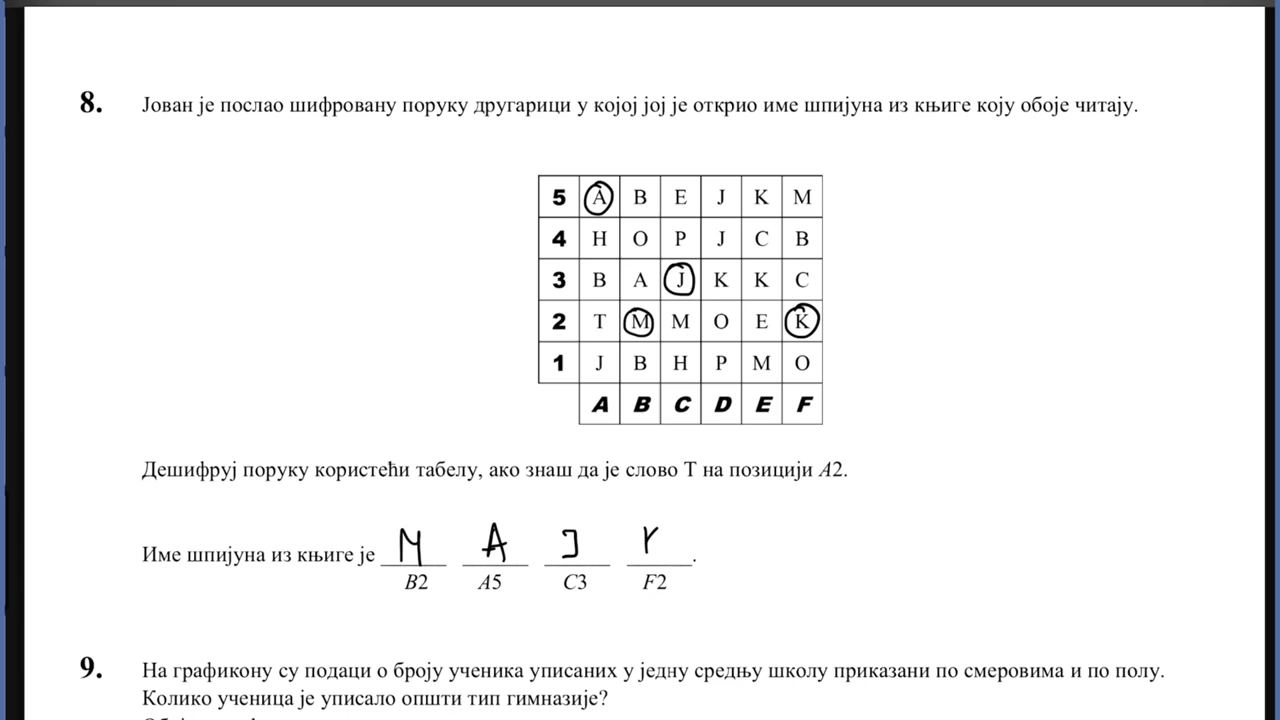 8. Јован је послао шифровану поруку другарици у којој јој је открио име шпијуна из књиге коју обоје читају.
5 А В Е Ј К М
4 Н О Р Ј С В
3 В А Ј К К С
2 Т М М О Е К
1 Ј В Н Р М О
A B C D E F
Дешифруј поруку користећи табелу, ако знаш да је слово Т на позицији A2.
Име шпијуна из књиге је М А Ј К.
B2 A5 C3 F2
9. На графикону су подаци о броју ученика уписаних у једну средњу школу приказани по смеровима и по полу.
Колико ученица је уписало општи тип гимназије?